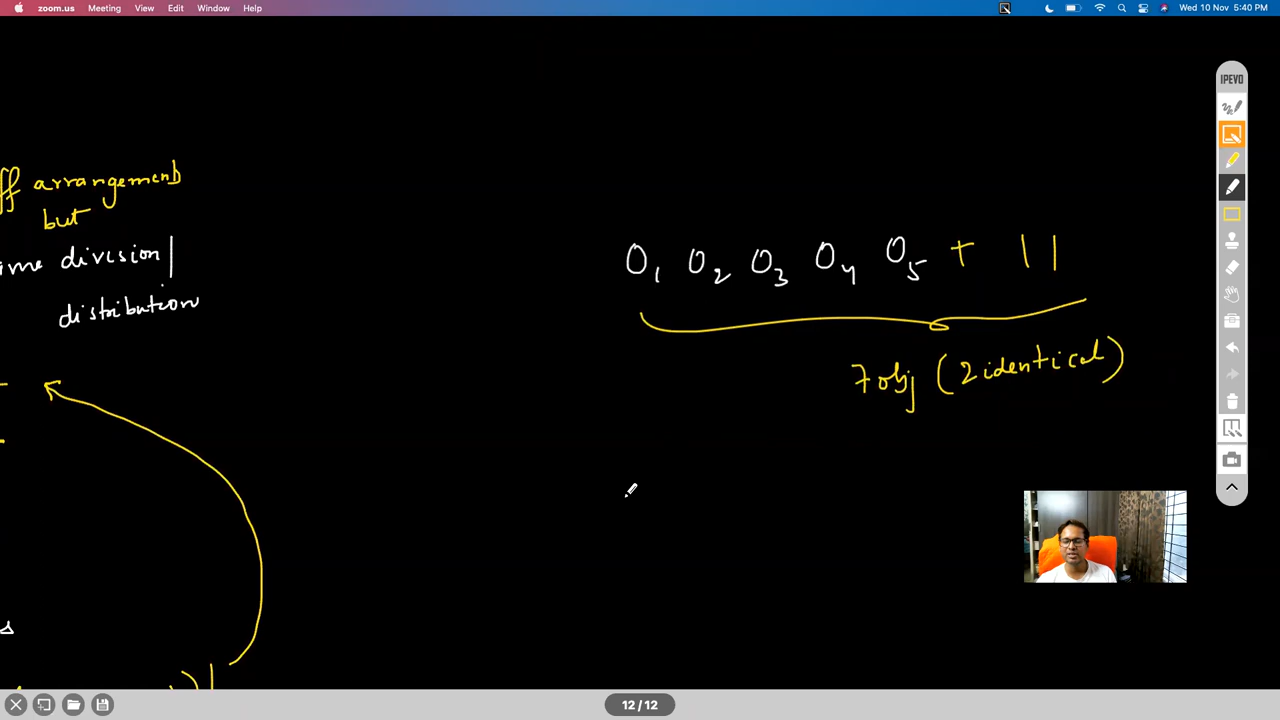 zoom.us Meeting View Edit Window Help Wed 10 Nov 5:40 PM
IPEVO
ff arrangement
but
ime division|
distribution
O1 O2 O3 O4 O5 + | |
7 obj (2 identical)
s
)|
12 / 12